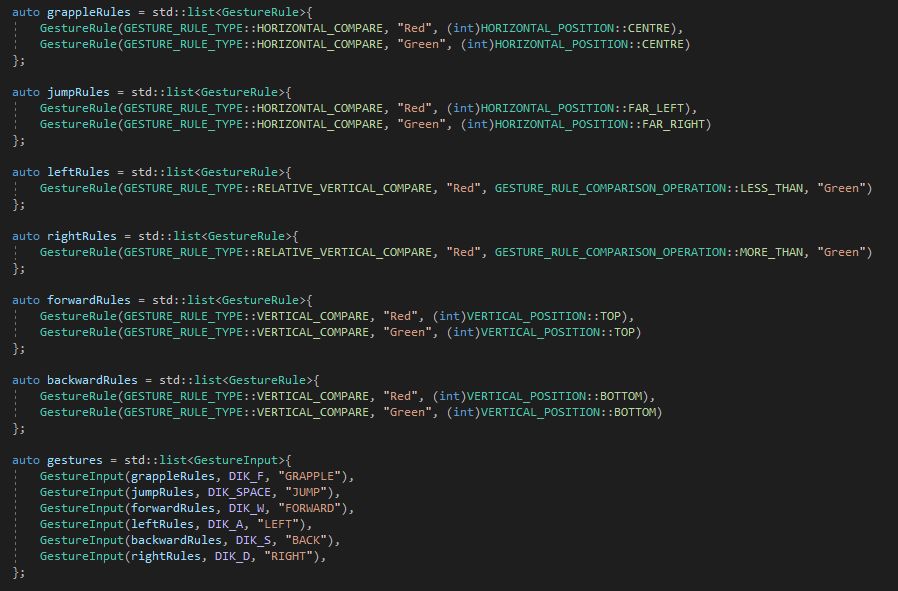 auto grappleRules = std::list<GestureRule>{
GestureRule(GESTURE_RULE_TYPE::HORIZONTAL_COMPARE, "Red", (int)HORIZONTAL_POSITION::CENTRE),
GestureRule(GESTURE_RULE_TYPE::HORIZONTAL_COMPARE, "Green", (int)HORIZONTAL_POSITION::CENTRE)
};
auto jumpRules = std::list<GestureRule>{
GestureRule(GESTURE_RULE_TYPE::HORIZONTAL_COMPARE, "Red", (int)HORIZONTAL_POSITION::FAR_LEFT),
GestureRule(GESTURE_RULE_TYPE::HORIZONTAL_COMPARE, "Green", (int)HORIZONTAL_POSITION::FAR_RIGHT)
};
auto leftRules = std::list<GestureRule>{
GestureRule(GESTURE_RULE_TYPE::RELATIVE_VERTICAL_COMPARE, "Red", GESTURE_RULE_COMPARISON_OPERATION::LESS_THAN, "Green")
};
auto rightRules = std::list<GestureRule>{
GestureRule(GESTURE_RULE_TYPE::RELATIVE_VERTICAL_COMPARE, "Red", GESTURE_RULE_COMPARISON_OPERATION::MORE_THAN, "Green")
};
auto forwardRules = std::list<GestureRule>{
GestureRule(GESTURE_RULE_TYPE::VERTICAL_COMPARE, "Red", (int)VERTICAL_POSITION::TOP),
GestureRule(GESTURE_RULE_TYPE::VERTICAL_COMPARE, "Green", (int)VERTICAL_POSITION::TOP)
};
auto backwardRules = std::list<GestureRule>{
GestureRule(GESTURE_RULE_TYPE::VERTICAL_COMPARE, "Red", (int)VERTICAL_POSITION::BOTTOM),
GestureRule(GESTURE_RULE_TYPE::VERTICAL_COMPARE, "Green", (int)VERTICAL_POSITION::BOTTOM)
};
auto gestures = std::list<GestureInput>{
GestureInput(grappleRules, DIK_F, "GRAPPLE"),
GestureInput(jumpRules, DIK_SPACE, "JUMP"),
GestureInput(forwardRules, DIK_W, "FORWARD"),
GestureInput(leftRules, DIK_A, "LEFT"),
GestureInput(backwardRules, DIK_S, "BACK"),
GestureInput(rightRules, DIK_D, "RIGHT"),
};